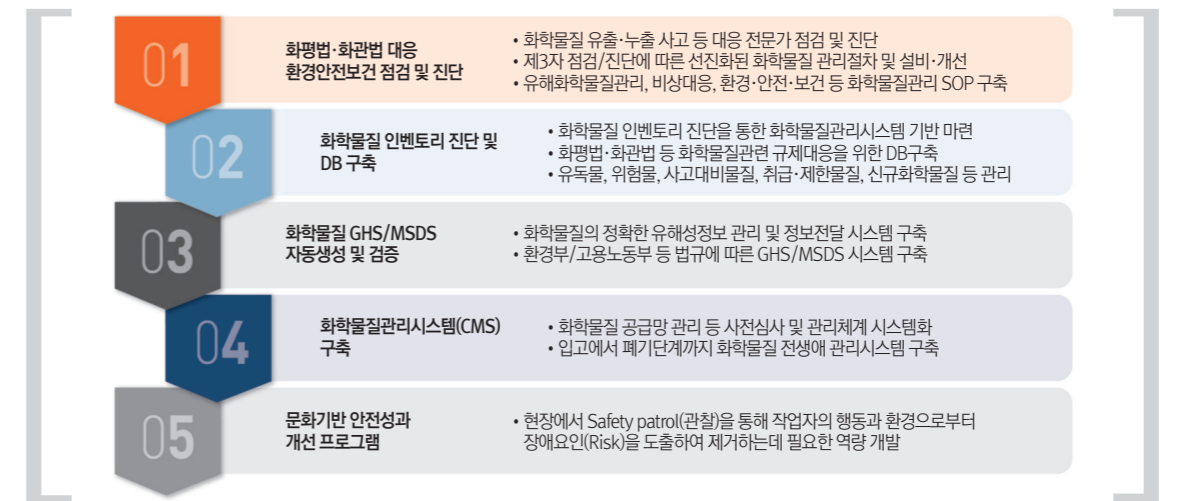 01
화평법·화관법 대응
환경안전보건 점검 및 진단
• 화학물질 유출·누출 사고 등 대응 전문가 점검 및 진단
• 제3자 점검/진단에 따른 선진화된 화학물질 관리절차 및 설비·개선
• 유해화학물질관리, 비상대응, 환경·안전·보건 등 화학물질관리 SOP 구축
02
화학물질 인벤토리 진단 및
DB 구축
• 화학물질 인벤토리 진단을 통한 화학물질관리시스템 기반 마련
• 화평법·화관법 등 화학물질관련 규제대응을 위한 DB구축
• 유독물, 위험물, 사고대비물질, 취급·제한물질, 신규화학물질 등 관리
03
화학물질 GHS/MSDS
자동생성 및 검증
• 화학물질의 정확한 유해성정보 관리 및 정보전달 시스템 구축
• 환경부/고용노동부 등 법규에 따른 GHS/MSDS 시스템 구축
04
화학물질관리시스템(CMS)
구축
• 화학물질 공급망 관리 등 사전심사 및 관리체계 시스템화
• 입고에서 폐기단계까지 화학물질 전생애 관리시스템 구축
05
문화기반 안전성과
개선 프로그램
• 현장에서 Safety patrol(관찰)을 통해 작업자의 행동과 환경으로부터
장애요인(Risk)을 도출하여 제거하는데 필요한 역량 개발